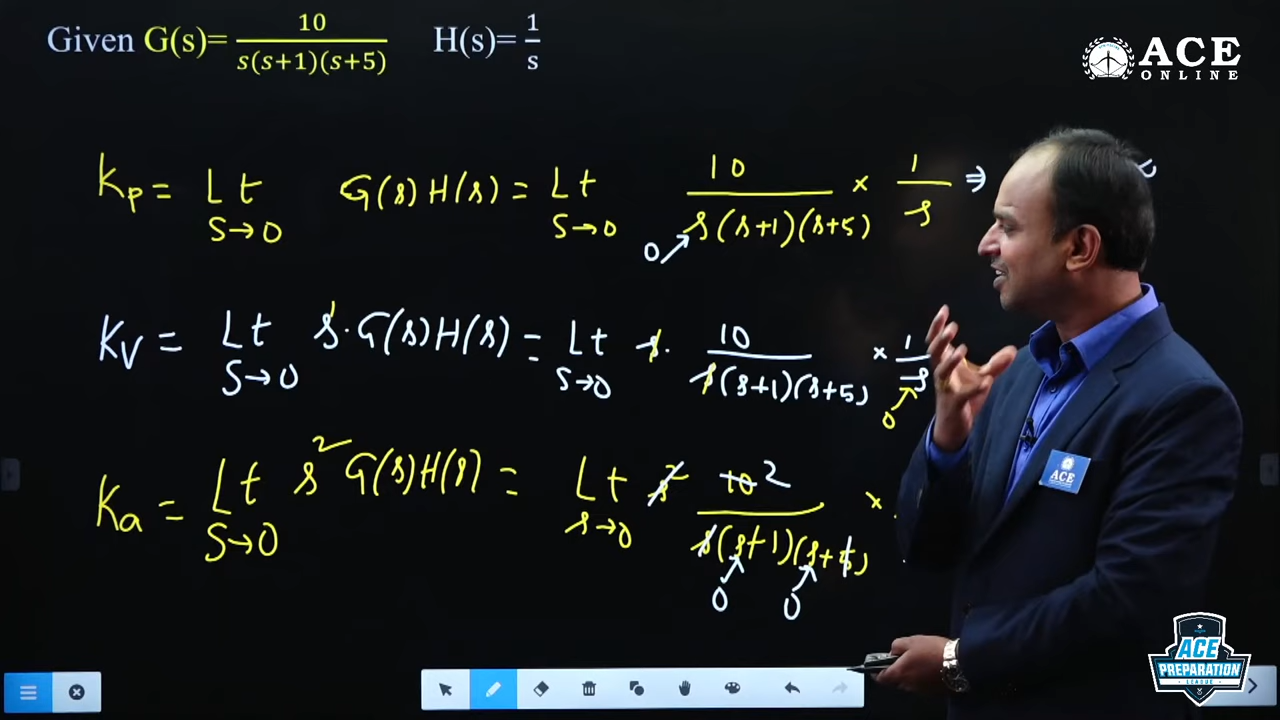 Given G(s)= 10/s(s+1)(s+5) H(s)= 1/s
ACE
ONLINE
Kp = Lt s→0 G(s)H(s) = Lt s→0 10/s(s+1)(s+5) × 1/s ⇒
0
Kv = Lt s→0 s·G(s)H(s) = Lt s→0 s· 10/s(s+1)(s+5) × 1/s
0
Ka = Lt s→0 s² G(s)H(s) = Lt s→0 s² 10 2/s(s+1)(s+5) ×
0 0
ACE
ACE
PREPARATION
LEAGUE